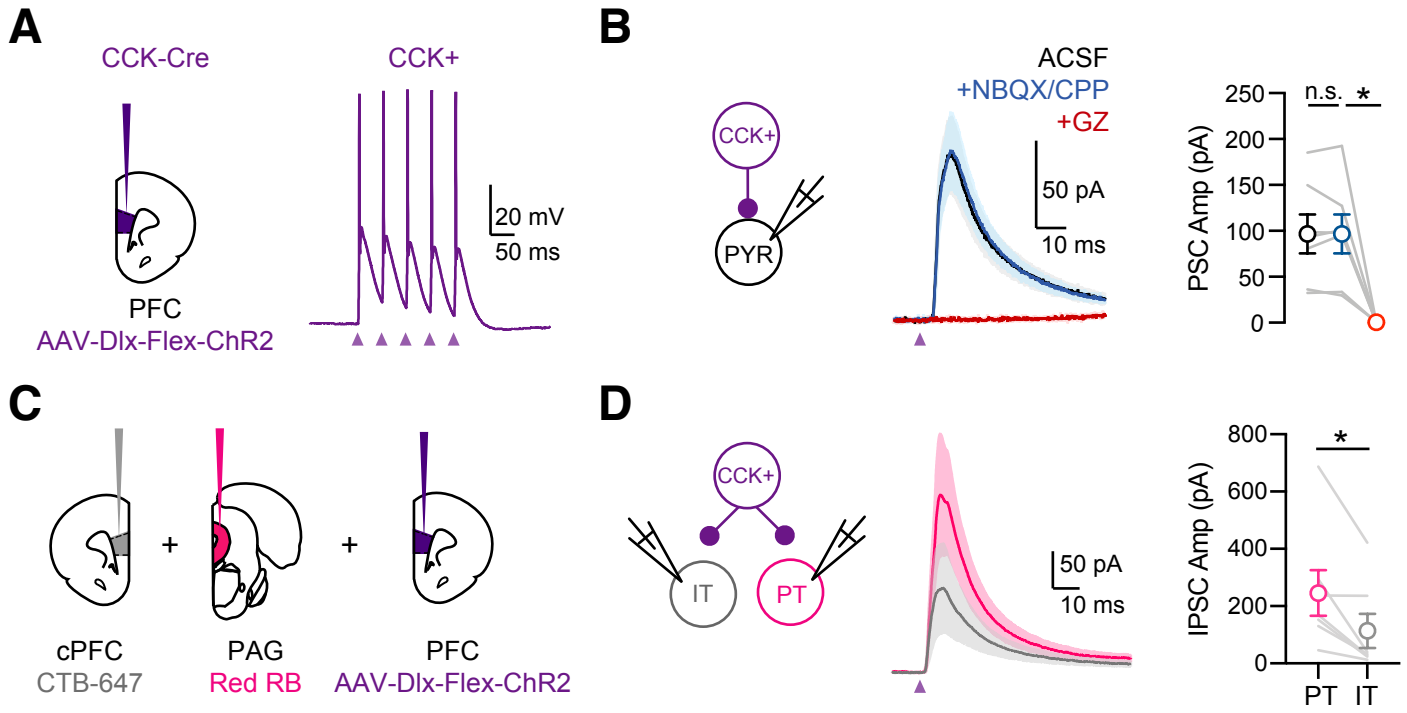 A
CCK-Cre
CCK+
20 mV
50 ms
PFC
AAV-Dlx-Flex-ChR2
B
CCK+
PYR
ACSF
+NBQX/CPP
+GZ
50 pA
10 ms
n.s.
*
PSC Amp (pA)
250
200
150
100
50
0
C
+
+
cPFC
CTB-647
PAG
Red RB
PFC
AAV-Dlx-Flex-ChR2
D
CCK+
IT
PT
50 pA
10 ms
*
IPSC Amp (pA)
800
600
400
200
0
PT
IT